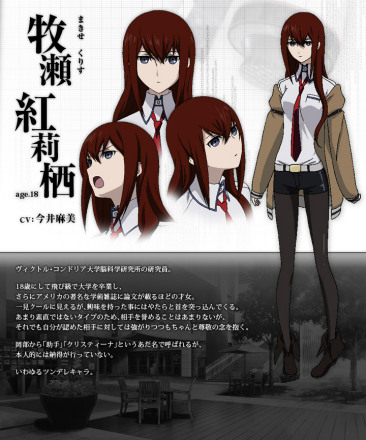 まきせ くりす
牧瀬
紅莉栖
age.18
cv: 今井麻美
ヴィクトル・コンドリア大学脳科学研究所の研究員。
18歳にして飛び級で大学を卒業し、
さらにアメリカの著名な学術雑誌に論文が載るほどの才女。
一見クールに見えるが、興味を持った事にはやたらと首を突っ込んでくる。
あまり素直ではないタイプのため、相手を誉めることはあまりないが、
それでも自分が認めた相手に対しては強がりつつもちゃんと尊敬の念を抱く。
岡部から「助手」「クリスティーナ」というあだ名で呼ばれるが、
本人的には納得が行っていない。
いわゆるツンデレキャラ。